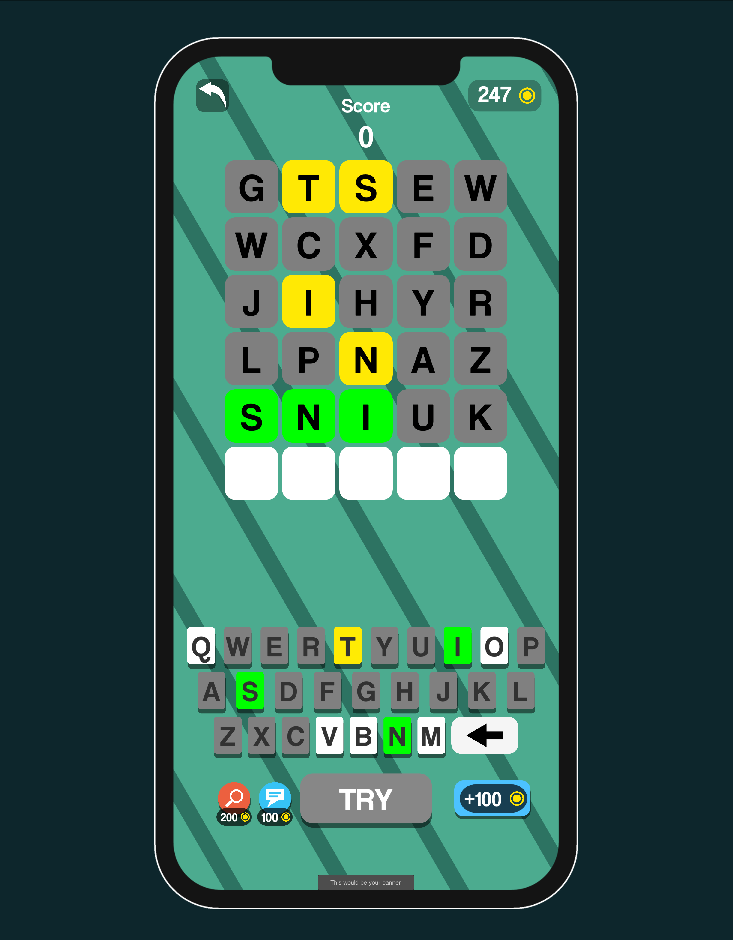 Score
247
0
G T S E W
W C X F D
J I H Y R
L P N A Z
S N I U K
Q W E R T Y U I O P
A S D F G H J K L
Z X C V B N M
200 100 TRY +100
This would be your banner